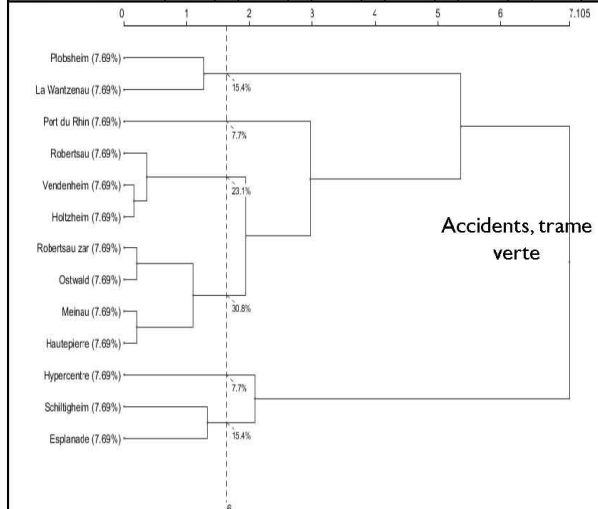 0 1 2 3 4 5 6 7.105
Plobsheim (7.69%)
15.4%
La Wantzenau (7.69%)
Port du Rhin (7.69%)
7.7%
Robertsau (7.69%)
Vendenheim (7.69%)
23.1%
Holtzheim (7.69%)
Accidents, trame
verte
Robertsau zar (7.69%)
Ostwald (7.69%)
Meinau (7.69%)
30.8%
Hautepierre (7.69%)
Hypercentre (7.69%)
7.7%
Schiltigheim (7.69%)
Esplanade (7.69%)
15.4%
6